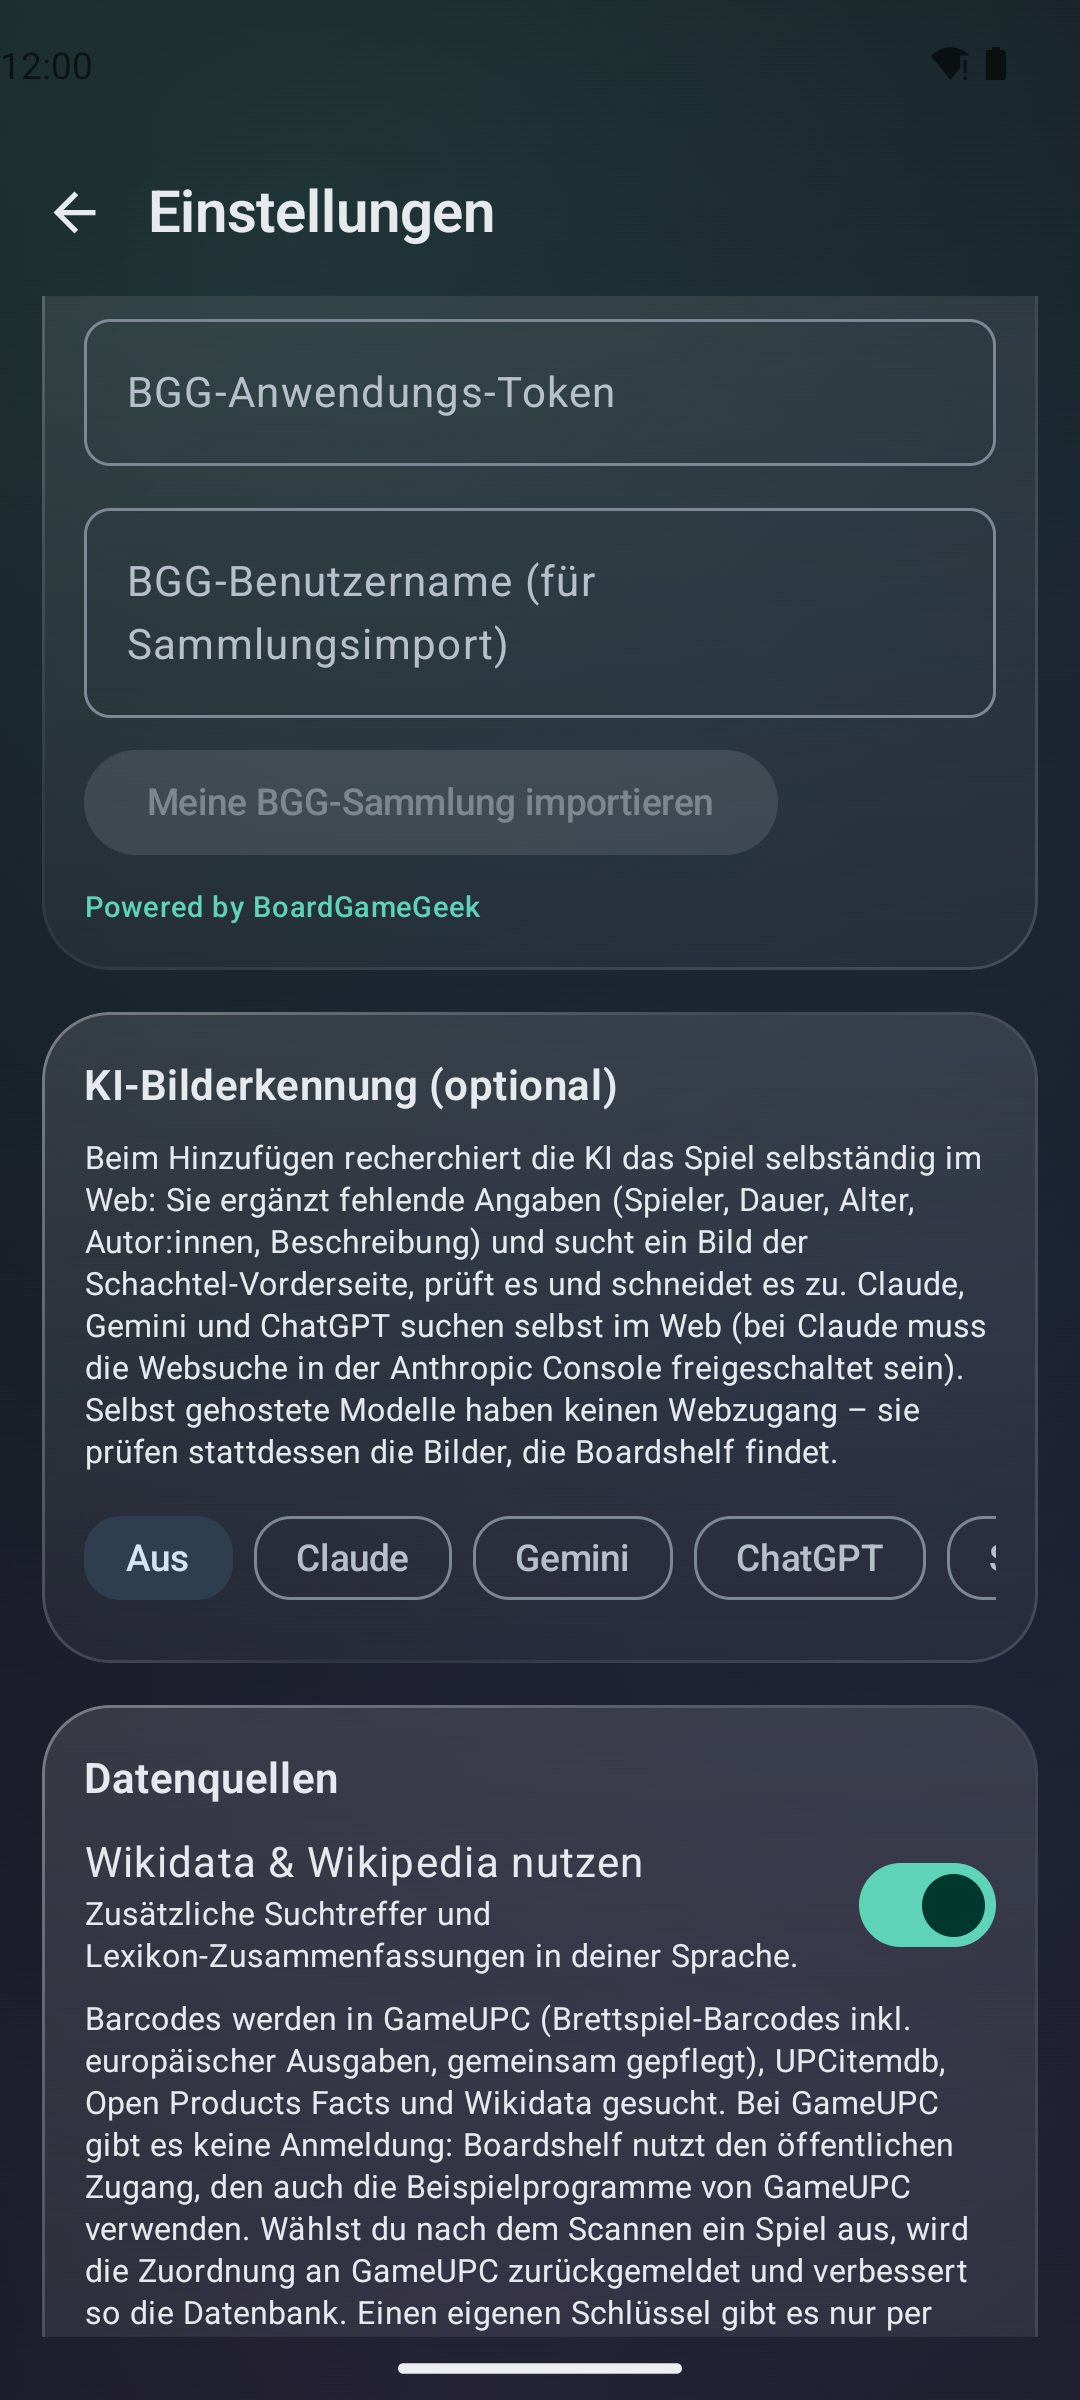 12:00
Einstellungen
BGG-Anwendungs-Token
BGG-Benutzername (für
Sammlungsimport)
Meine BGG-Sammlung importieren
Powered by BoardGameGeek
KI-Bilderkennung (optional)
Beim Hinzufügen recherchiert die KI das Spiel selbständig im
Web: Sie ergänzt fehlende Angaben (Spieler, Dauer, Alter,
Autor:innen, Beschreibung) und sucht ein Bild der
Schachtel-Vorderseite, prüft es und schneidet es zu. Claude,
Gemini und ChatGPT suchen selbst im Web (bei Claude muss
die Websuche in der Anthropic Console freigeschaltet sein).
Selbst gehostete Modelle haben keinen Webzugang – sie
prüfen stattdessen die Bilder, die Boardshelf findet.
Aus Claude Gemini ChatGPT
Datenquellen
Wikidata & Wikipedia nutzen
Zusätzliche Suchtreffer und
Lexikon-Zusammenfassungen in deiner Sprache.
Barcodes werden in GameUPC (Brettspiel-Barcodes inkl.
europäischer Ausgaben, gemeinsam gepflegt), UPCitemdb,
Open Products Facts und Wikidata gesucht. Bei GameUPC
gibt es keine Anmeldung: Boardshelf nutzt den öffentlichen
Zugang, den auch die Beispielprogramme von GameUPC
verwenden. Wählst du nach dem Scannen ein Spiel aus, wird
die Zuordnung an GameUPC zurückgemeldet und verbessert
so die Datenbank. Einen eigenen Schlüssel gibt es nur per